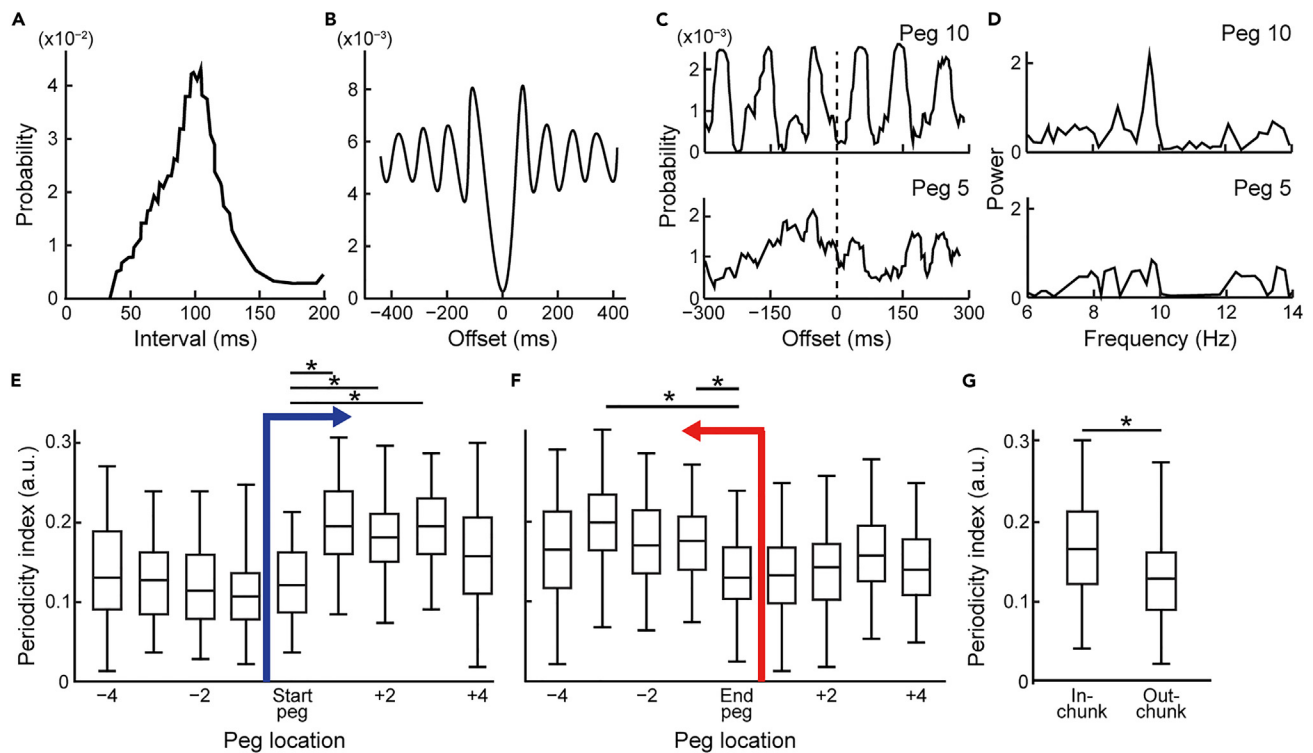 A
(x10⁻²)
Probability
4
3
2
1
0
0
50
100
150
200
Interval (ms)
B
(x10⁻³)
8
6
4
2
0
−400
−200
0
200
400
Offset (ms)
C
(x10⁻³)
Peg 10
Probability
2
1
0
Peg 5
2
1
0
−300
−150
0
150
300
Offset (ms)
D
Peg 10
Power
2
0
Peg 5
2
0
6
8
10
12
14
Frequency (Hz)
E
* 
*
*
Periodicity index (a.u.)
0.3
0.2
0.1
0
−4
−2
Start
peg
+2
+4
Peg location
F
*
*
−4
−2
End
peg
+2
+4
Peg location
G
*
Periodicity index (a.u.)
0.3
0.2
0.1
0
In-
chunk
Out-
chunk